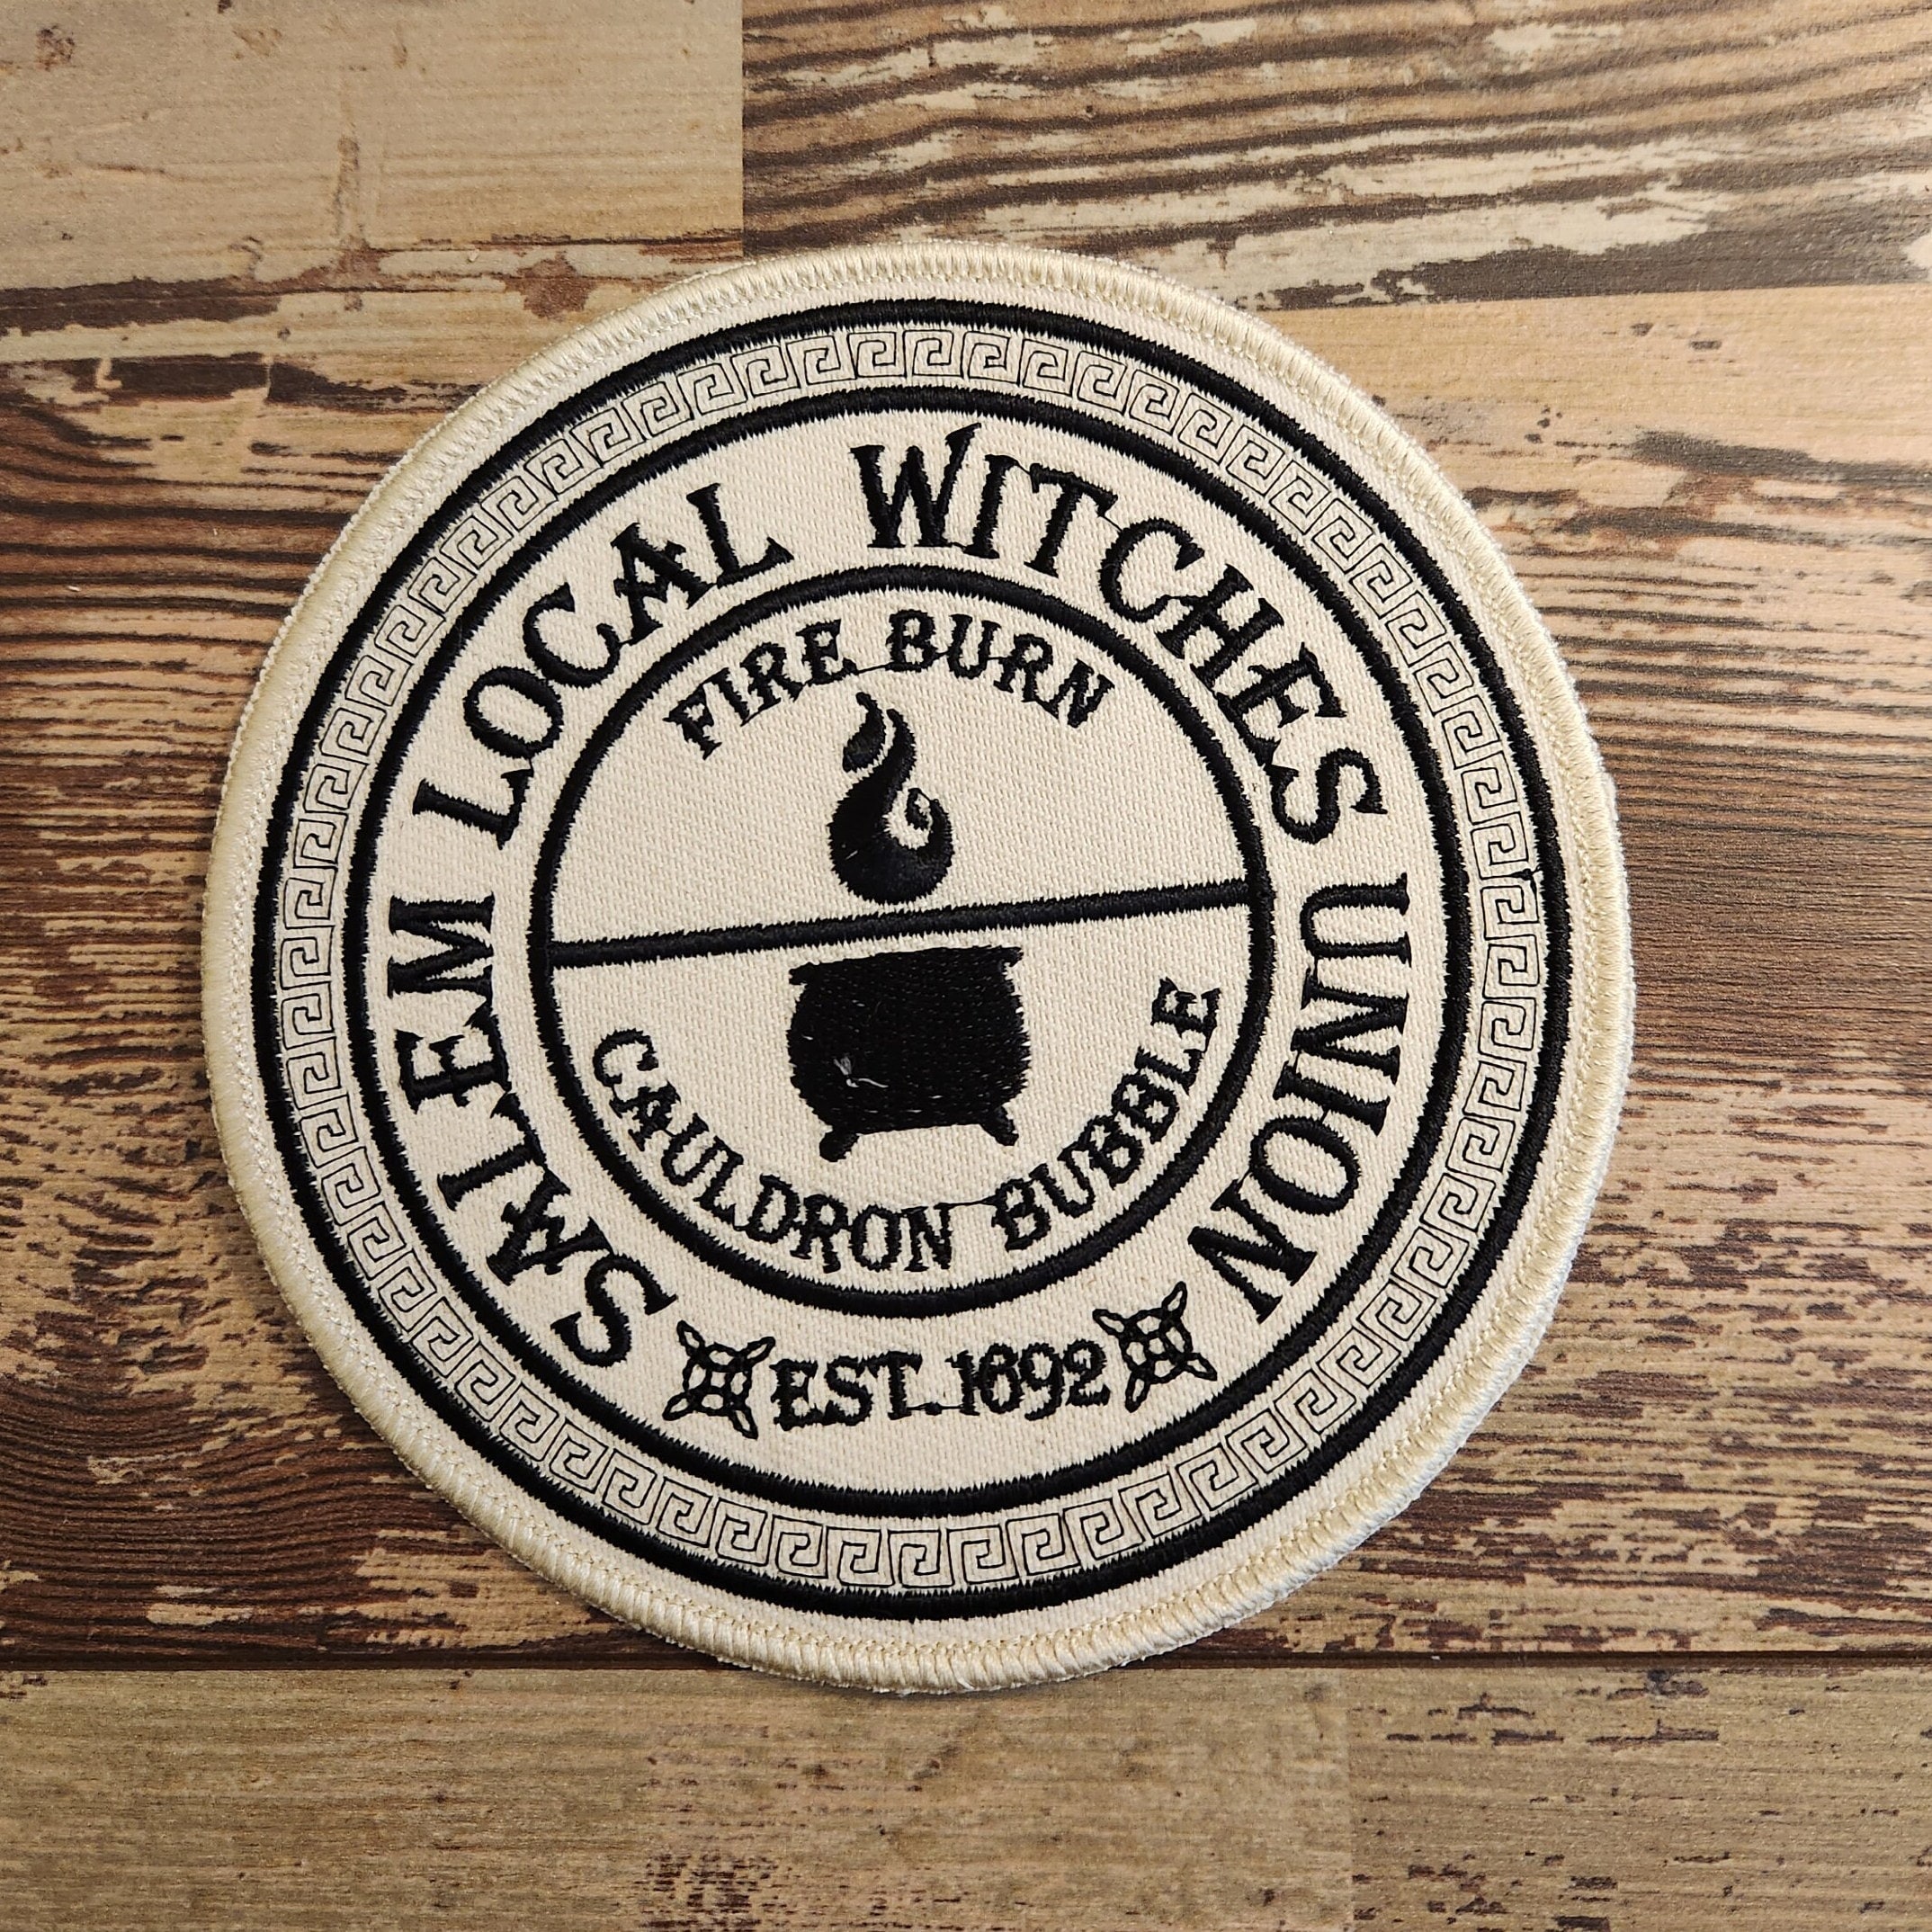 SALEM LOCAL WITCHES UNION
FIRE BURN
CAULDRON BUBBLE
EST. 1692